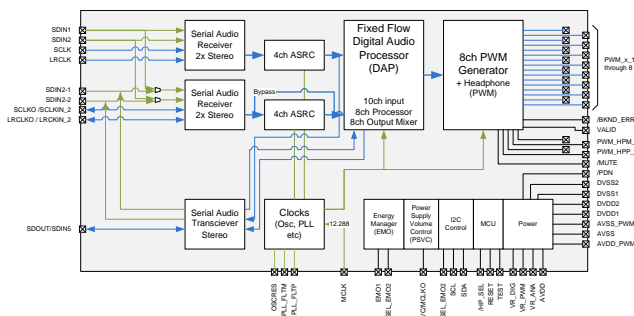 SDIN1
SDIN2
SCLK
LRCLK
SDIN2-1
SDIN2-2
SCLKO / SCLKIN_2
LRCLKO / LRCKIN_2
SDOUT/SDIN5
Serial Audio
Receiver
2x Stereo
Serial Audio
Receiver
2x Stereo
Serial Audio
Transciever
Stereo
4ch ASRC
Bypass
4ch ASRC
Clocks
(Osc, PLL
etc)
12.288
Fixed Flow
Digital Audio
Processor
(DAP)
10ch input
8ch Processor
8ch Output Mixer
8ch PWM
Generator
+ Headphone
(PWM)
Energy
Manager
(EMO)
Power
Supply
Volume
Control
(PSVC)
I2C
Control
MCU
Power
PWM_x_1
through 8
/BKND_ERR
VALID
PWM_HPM_
PWM_HPP_
/MUTE
/PDN
DVSS2
DVSS1
DVDD2
DVDD1
AVSS_PWM
AVSS
AVDD_PWM
OSCRES
PLL_FLTM
PLL_FLTP
MCLK
EMO1
SEL_EMO2
/C/MCLKO
SEL_EMO2
SCL
SDA
/HP_SEL
RESET
TEST
VR_DIG
VR_PWM
VR_ANA
AVDD